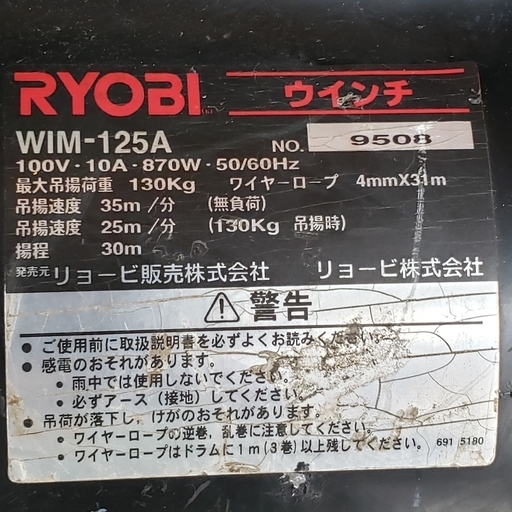 RYOBI ウインチ
WIM-125A NO. 9508
100V・10A・870W・50/60Hz
最大吊揚荷重 130Kg ワイヤーロープ 4mmX31m
吊揚速度 35m/分 (無負荷)
吊揚速度 25m/分 (130Kg 吊揚時)
揚程 30m
発売元 リョービ販売株式会社 リョービ株式会社
警告
●ご使用前に取扱説明書を必ずよくお読みください。
●感電のおそれがあります。
・雨中では使用しないでください。
・必ずアース(接地)してください。
●吊荷が落下し、けがのおそれがあります。
・ワイヤーロープの逆巻、乱巻に注意してください。
・ワイヤーロープはドラムに1m(3巻)以上残してください。 691 5180